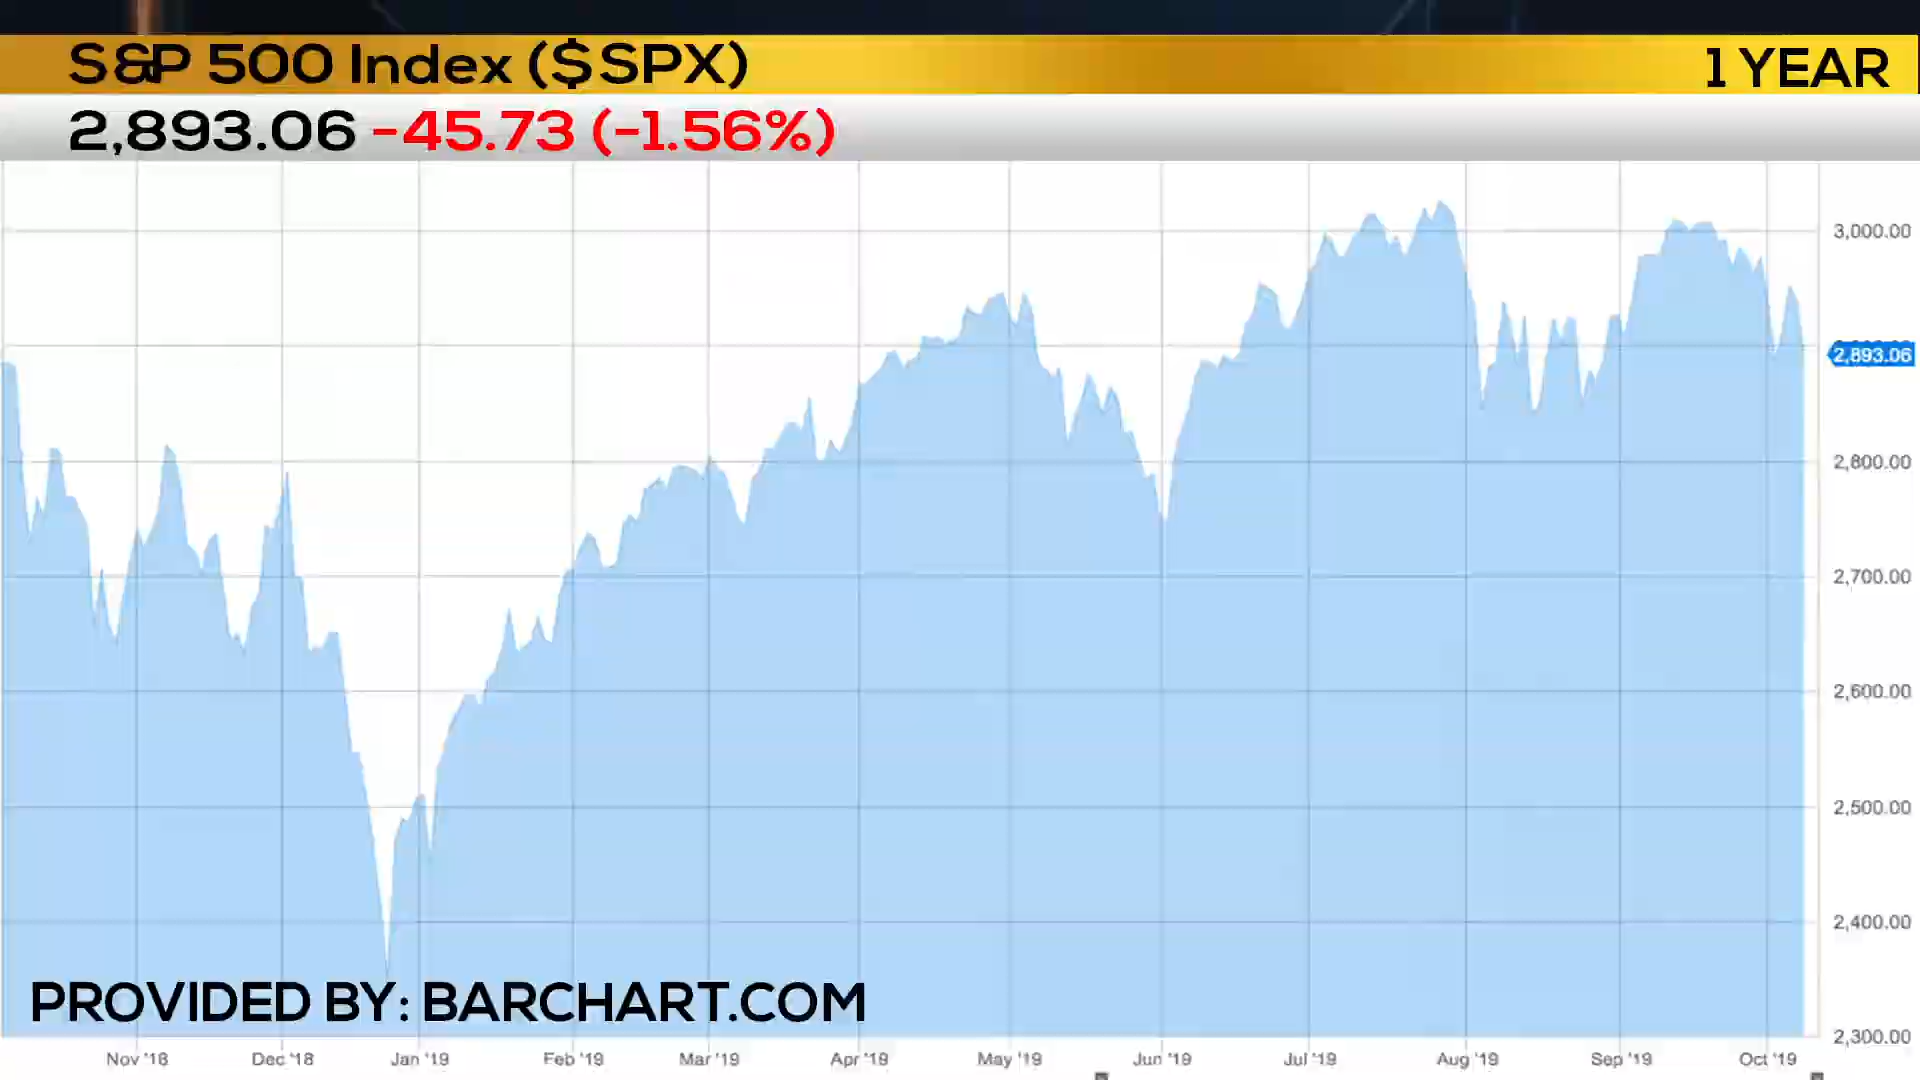 S&P 500 Index ($SPX)
1 YEAR
2,893.06 -45.73 (-1.56%)
3,000.00
2,893.06
2,800.00
2,700.00
2,600.00
2,500.00
2,400.00
2,300.00
PROVIDED BY: BARCHART.COM
Nov '18 Dec '18 Jan '19 Feb '19 Mar '19 Apr '19 May '19 Jun '19 Jul '19 Aug '19 Sep '19 Oct '19